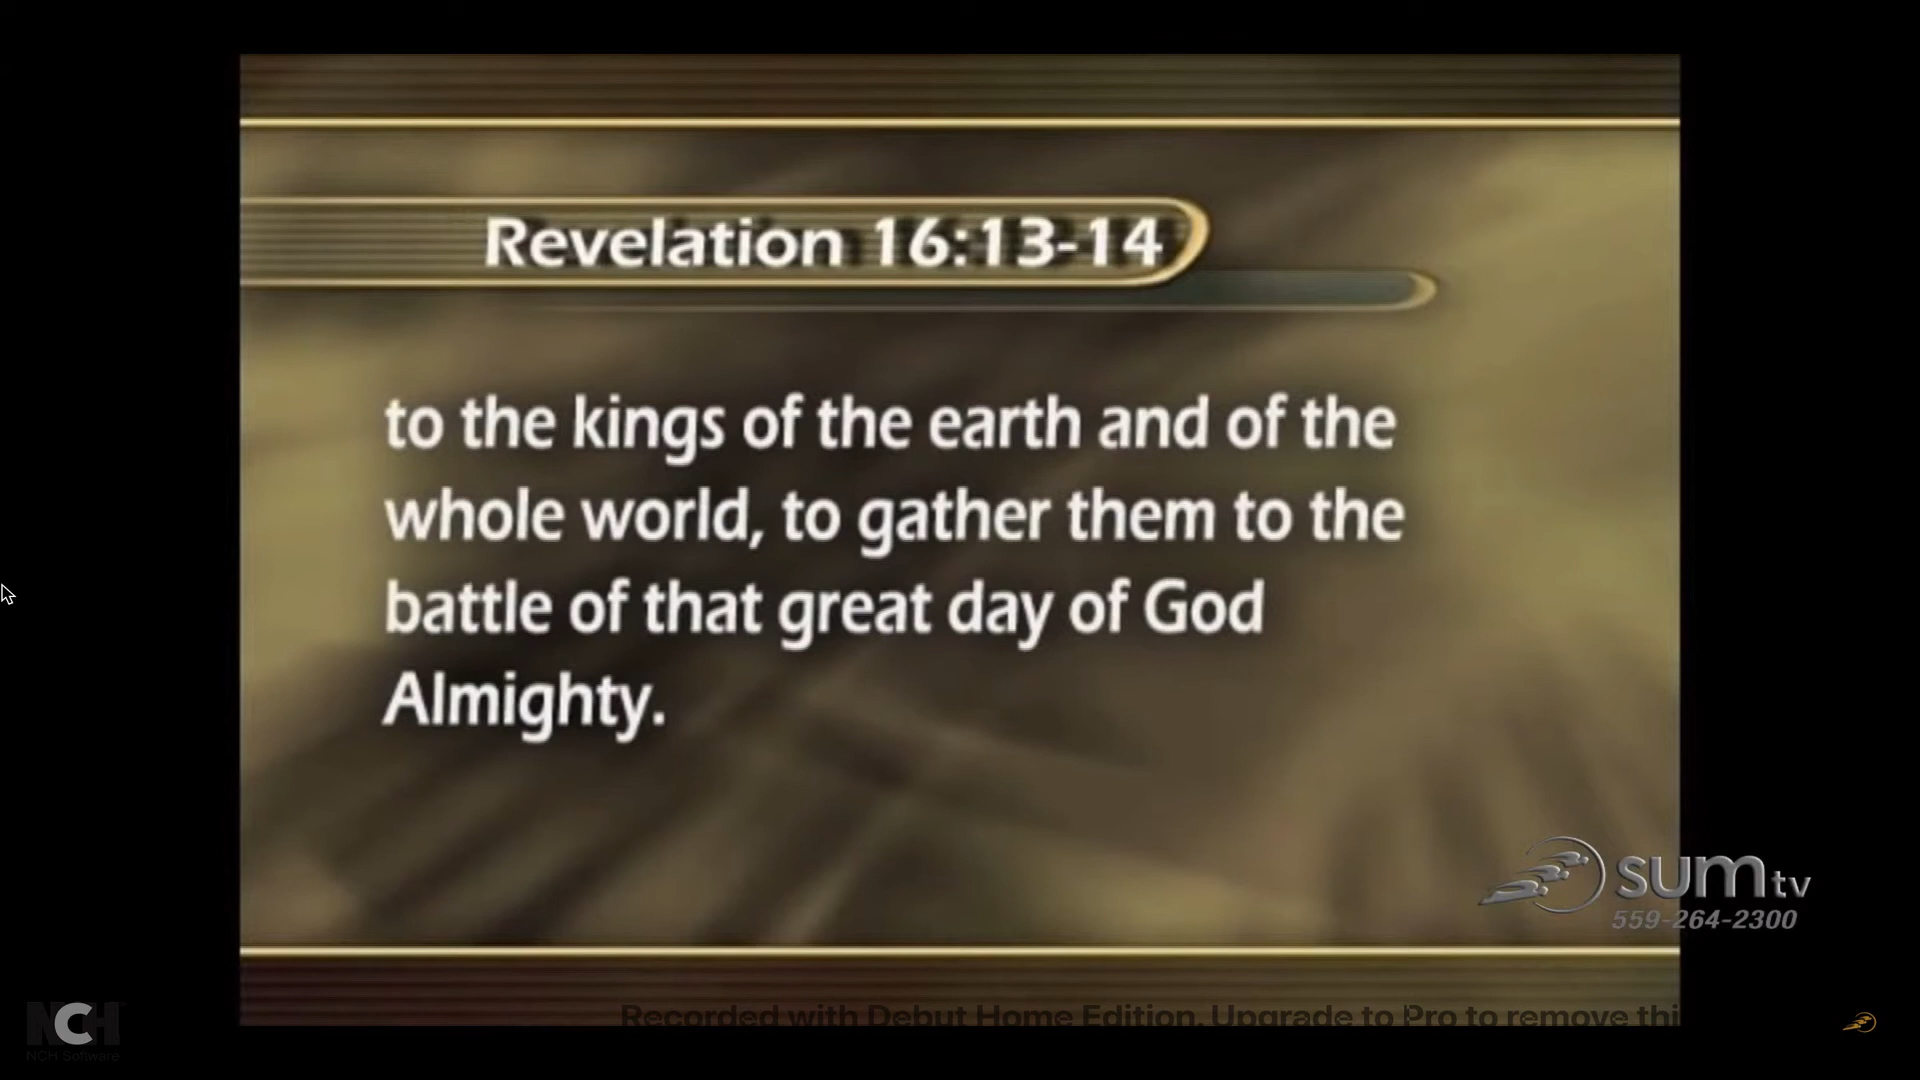 Revelation 16:13-14
to the kings of the earth and of the
whole world, to gather them to the
battle of that great day of God
Almighty.
sumtv
559-264-2300
NCH
NCH Software
Recorded with Debut Home Edition. Upgrade to Pro to remove thi